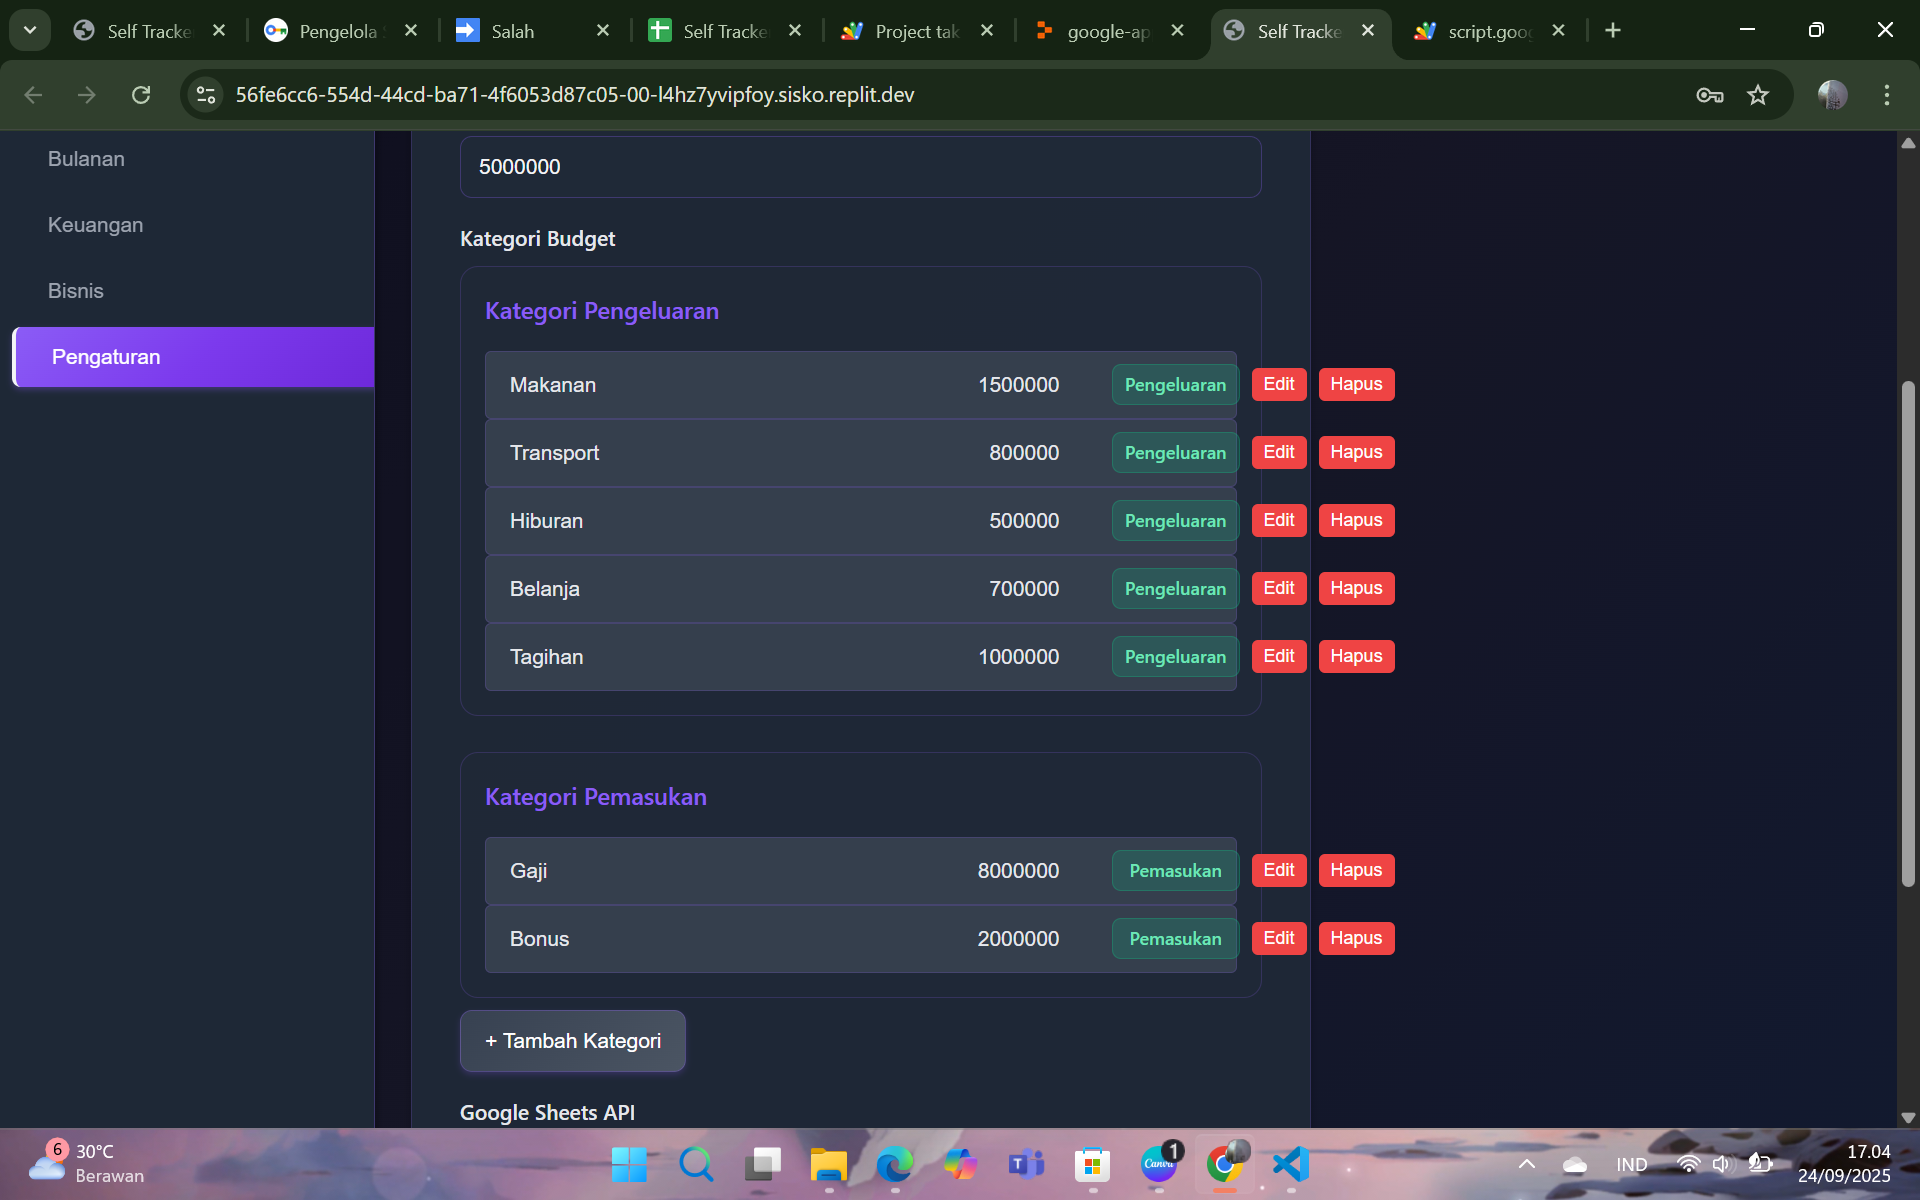 Self Tracke
Pengelola
Salah
Self Tracke
Project tak
google-ap
Self Tracke
script.goog
56fe6cc6-554d-44cd-ba71-4f6053d87c05-00-l4hz7yvipfoy.sisko.replit.dev
Bulanan
Keuangan
Bisnis
Pengaturan
5000000
Kategori Budget
Kategori Pengeluaran
Makanan 1500000 Pengeluaran Edit Hapus
Transport 800000 Pengeluaran Edit Hapus
Hiburan 500000 Pengeluaran Edit Hapus
Belanja 700000 Pengeluaran Edit Hapus
Tagihan 1000000 Pengeluaran Edit Hapus
Kategori Pemasukan
Gaji 8000000 Pemasukan Edit Hapus
Bonus 2000000 Pemasukan Edit Hapus
+ Tambah Kategori
Google Sheets API
6
30°C
Berawan
Canva
1
IND
17.04
24/09/2025